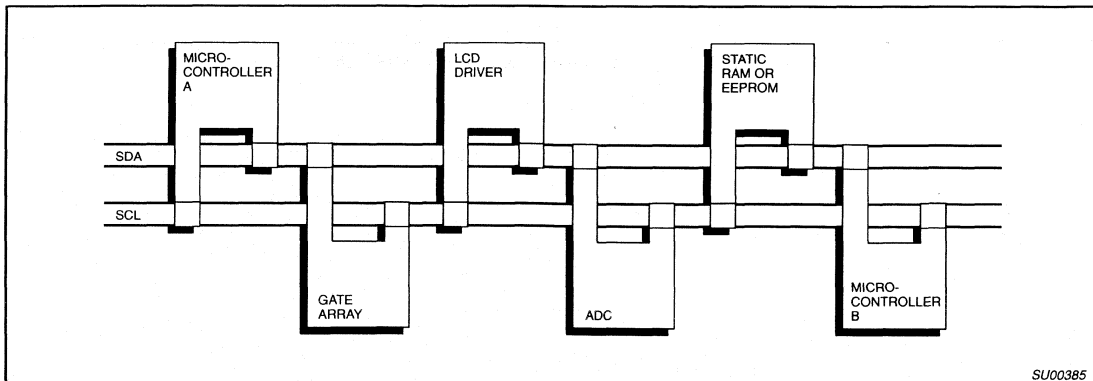 MICRO-
CONTROLLER
A
LCD
DRIVER
STATIC
RAM OR
EEPROM
SDA
SCL
GATE
ARRAY
ADC
MICRO-
CONTROLLER
B
SU00385